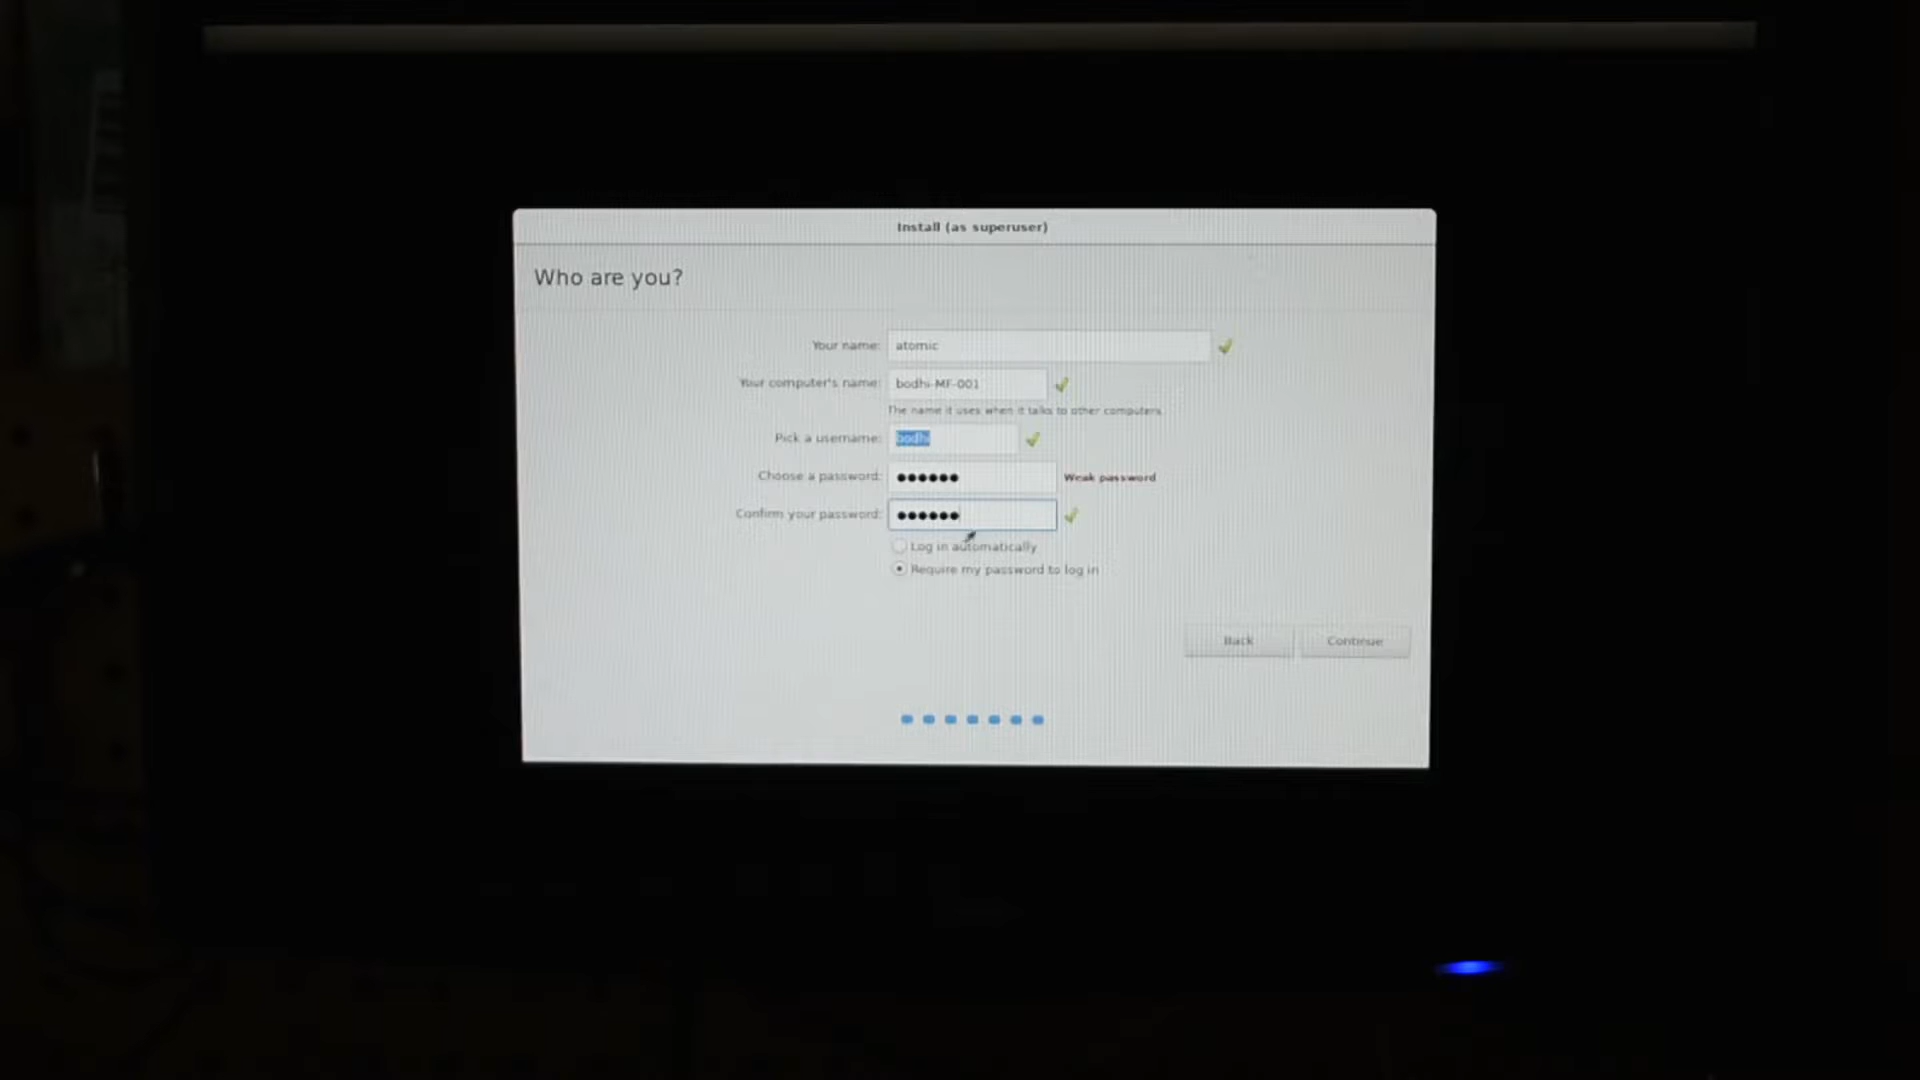 Install (as superuser)
Who are you?
Your name: atomic
Your computer's name: bodhi-MF-001
The name it uses when it talks to other computers.
Pick a username: bodhi
Choose a password: ●●●●●● Weak password
Confirm your password: ●●●●●●
Log in automatically
Require my password to log in
Back Continue